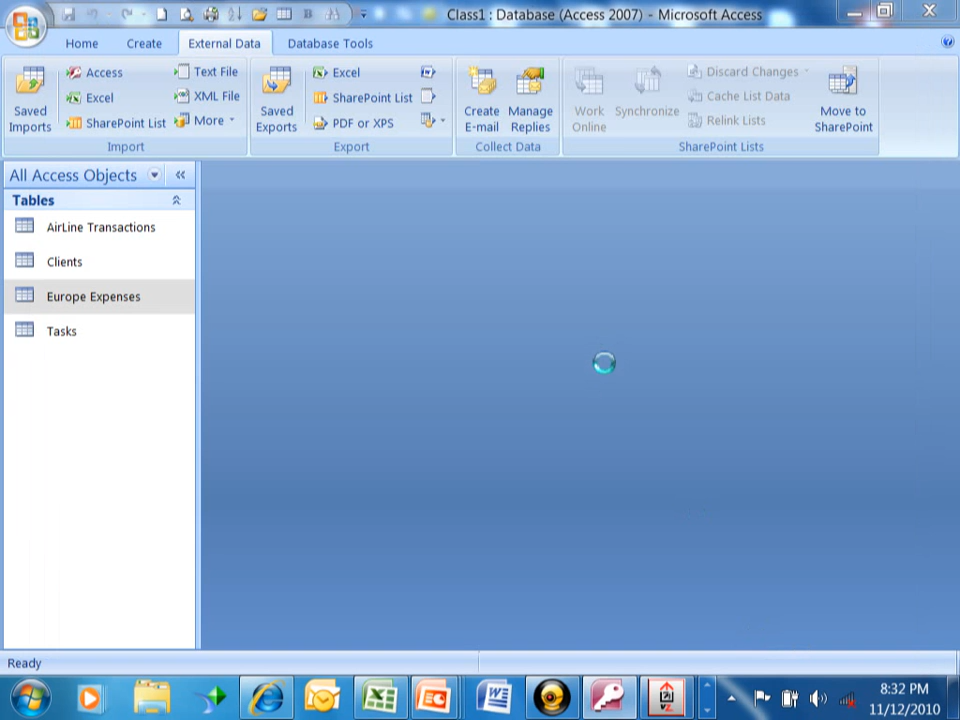 Class1 : Database (Access 2007) - Microsoft Access
Home Create External Data Database Tools
Saved Imports
Access
Excel
SharePoint List
Text File
XML File
More
Import
Saved Exports
Excel
SharePoint List
PDF or XPS
Export
Create E-mail
Manage Replies
Collect Data
Work Online
Synchronize
Discard Changes
Cache List Data
Relink Lists
Move to SharePoint
SharePoint Lists
All Access Objects
Tables
AirLine Transactions
Clients
Europe Expenses
Tasks
Ready
8:32 PM
11/12/2010